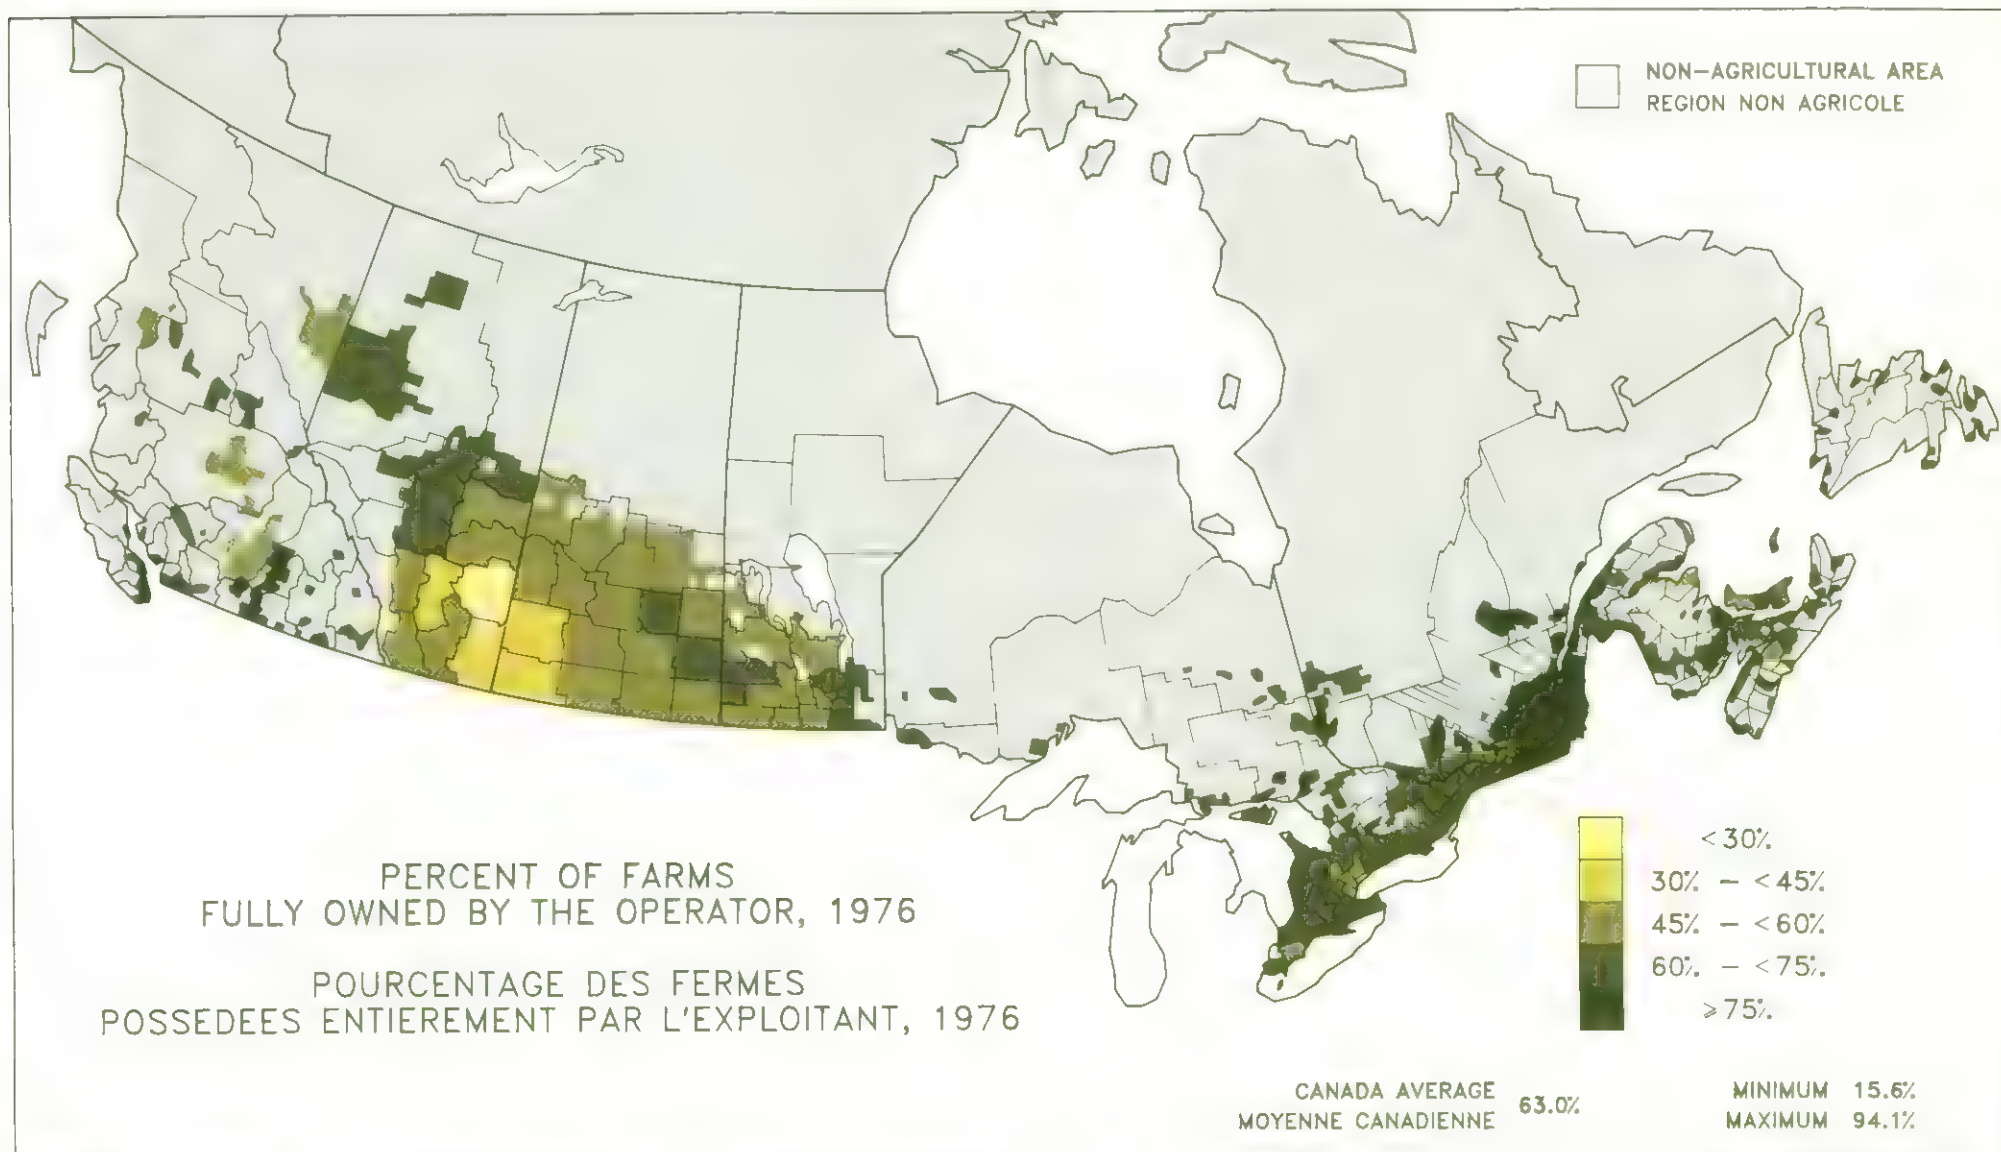 NON-AGRICULTURAL AREA
REGION NON AGRICOLE
PERCENT OF FARMS
FULLY OWNED BY THE OPERATOR, 1976
POURCENTAGE DES FERMES
POSSEDEES ENTIEREMENT PAR L'EXPLOITANT, 1976
<30%
30% - <45%
45% - <60%
60% - <75%
⩾75%
CANADA AVERAGE
MOYENNE CANADIENNE
63.0%
MINIMUM 15.6%
MAXIMUM 94.1%